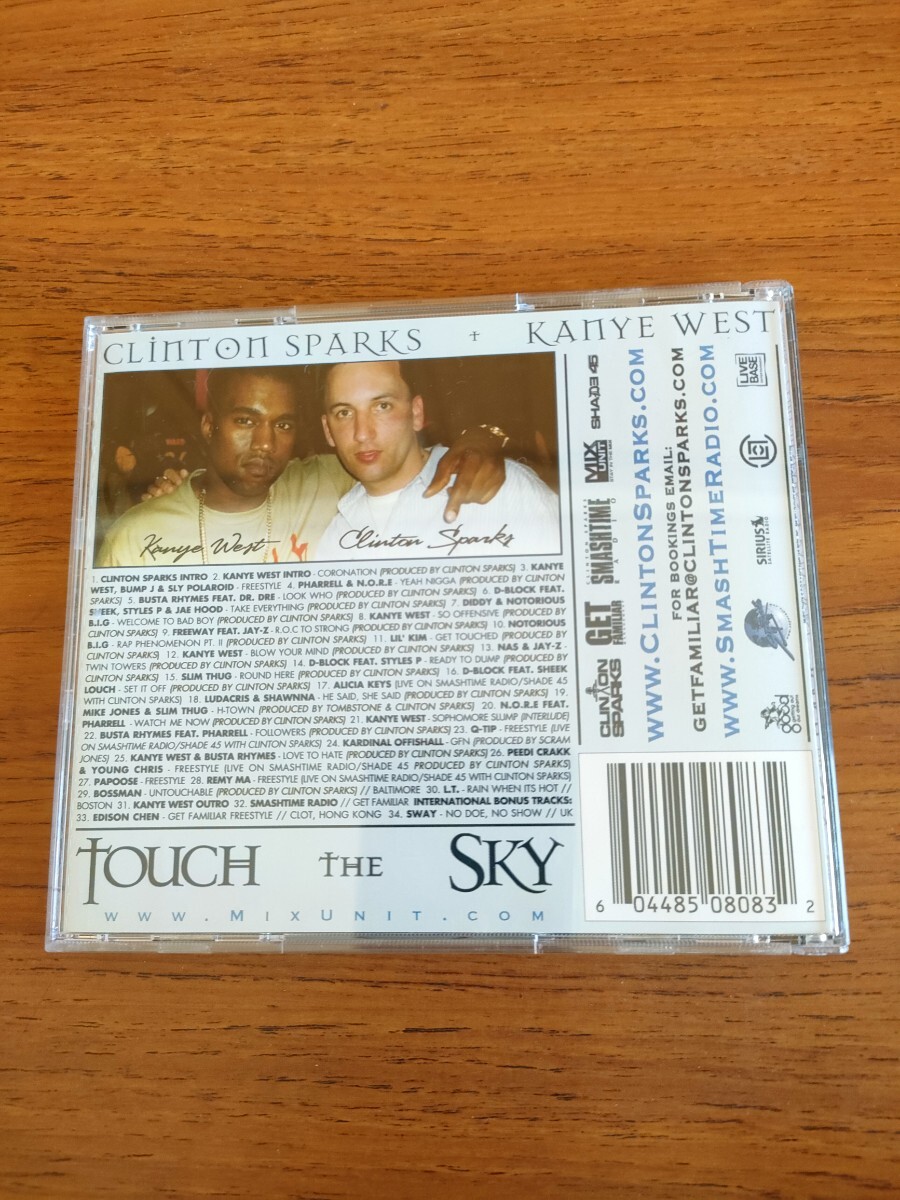 CLINTON SPARKS + KANYE WEST
Kanye West
Clinton Sparks
1. CLINTON SPARKS INTRO 2. KANYE WEST INTRO - CORONATION (PRODUCED BY CLINTON SPARKS) 3. KANYE
WEST, BUMP J & SLY POLAROID - FREESTYLE 4. PHARRELL & N.O.R.E - YEAH NIGGA (PRODUCED BY CLINTON
SPARKS) 5. BUSTA RHYMES FEAT. DR. DRE - LOOK WHO (PRODUCED BY CLINTON SPARKS) 6. D-BLOCK FEAT.
SHEEK, STYLES P & JAE HOOD - TAKE EVERYTHING (PRODUCED BY CLINTON SPARKS) 7. DIDDY & NOTORIOUS
B.I.G - WELCOME TO BAD BOY (PRODUCED BY CLINTON SPARKS) 8. KANYE WEST - SO OFFENSIVE (PRODUCED BY
CLINTON SPARKS) 9. FREEWAY FEAT. JAY-Z - R.O.C TO STRONG (PRODUCED BY CLINTON SPARKS) 10. NOTORIOUS
B.I.G - RAP PHENOMENON PT. II (PRODUCED BY CLINTON SPARKS) 11. LIL' KIM - GET TOUCHED (PRODUCED BY
CLINTON SPARKS) 12. KANYE WEST - BLOW YOUR MIND (PRODUCED BY CLINTON SPARKS) 13. NAS & JAY-Z -
TWIN TOWERS (PRODUCED BY CLINTON SPARKS) 14. D-BLOCK FEAT. STYLES P - READY TO DUMP (PRODUCED BY
CLINTON SPARKS) 15. SLIM THUG - ROUND HERE (PRODUCED BY CLINTON SPARKS) 16. D-BLOCK FEAT. SHEEK
LOUCH - SET IT OFF (PRODUCED BY CLINTON SPARKS) 17. ALICIA KEYS (LIVE ON SMASHTIME RADIO/SHADE 45
WITH CLINTON SPARKS) 18. LUDACRIS & SHAWNNA - HE SAID, SHE SAID (PRODUCED BY CLINTON SPARKS) 19.
MIKE JONES & SLIM THUG - H-TOWN (PRODUCED BY TOMBSTONE & CLINTON SPARKS) 20. N.O.R.E FEAT.
PHARRELL - WATCH ME NOW (PRODUCED BY CLINTON SPARKS) 21. KANYE WEST - SOPHOMORE SLUMP (INTERLUDE)
22. BUSTA RHYMES FEAT. PHARRELL - FOLLOWERS (PRODUCED BY CLINTON SPARKS) 23. Q-TIP - FREESTYLE (LIVE
ON SMASHTIME RADIO/SHADE 45 WITH CLINTON SPARKS) 24. KARDINAL OFFISHALL - GFN (PRODUCED BY SCRAM
JONES) 25. KANYE WEST & BUSTA RHYMES - LOVE TO HATE (PRODUCED BY CLINTON SPARKS) 26. PEEDI CRAKK
& YOUNG CHRIS - FREESTYLE (LIVE ON SMASHTIME RADIO/SHADE 45 PRODUCED BY CLINTON SPARKS)
27. PAPOOSE - FREESTYLE 28. REMY MA - FREESTYLE (LIVE ON SMASHTIME RADIO/SHADE 45 WITH CLINTON SPARKS)
29. BOSSMAN - UNTOUCHABLE (PRODUCED BY CLINTON SPARKS) // BALTIMORE 30. L.T. - RAIN WHEN ITS HOT //
BOSTON 31. KANYE WEST OUTRO 32. SMASHTIME RADIO // GET FAMILIAR INTERNATIONAL BONUS TRACKS:
33. EDISON CHEN - GET FAMILIAR FREESTYLE // CLOT, HONG KONG 34. SWAY - NO DOE, NO SHOW // UK
TOUCH THE SKY
WWW.MIXUNIT.COM
CLINTON SPARKS
GET FAMILIAR
CLINTON SPARKS
SMASHTIME
RADIO
MIX UNIT
SHADE 45
WWW.CLINTONSPARKS.COM
FOR BOOKINGS EMAIL:
GETFAMILIAR@CLINTONSPARKS.COM
WWW.SMASHTIMERADIO.COM
LIVE BASE
SIRIUS
SATELLITE RADIO
good
6 04485 08083 2